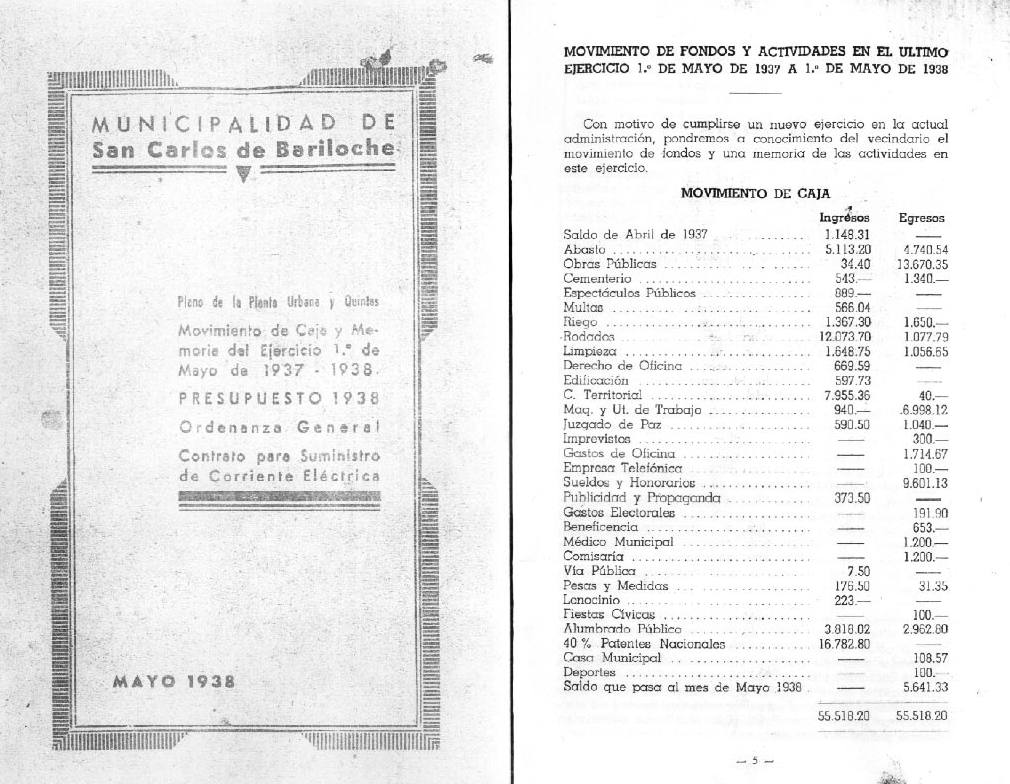 MUNICIPALIDAD DE
San Carlos de Bariloche
Plano de la Planta Urbana y Quintas
Movimiento de Caja y Me-
moria del Ejercicio 1.º de
Mayo de 1937 - 1938.
PRESUPUESTO 1938
Ordenanza General
Contrato para Suministro
de Corriente Eléctrica
MAYO 1938
MOVIMIENTO DE FONDOS Y ACTIVIDADES EN EL ULTIMO
EJERCICIO 1.º DE MAYO DE 1937 A 1.º DE MAYO DE 1938
Con motivo de cumplirse un nuevo ejercicio en la actual
administración, pondremos a conocimiento del vecindario el
movimiento de fondos y una memoria de las actividades en
este ejercicio.
MOVIMIENTO DE CAJA
Ingresos Egresos
Saldo de Abril de 1937 1.148.31 —
Abasto 5.113.20 4.740.54
Obras Públicas 34.40 13.670.35
Cementerio 543.— 1.340.—
Espectáculos Públicos 889.— —
Multas 566.04 —
Riego 1.367.30 1.650.—
Rodados 12.073.70 1.077.79
Limpieza 1.648.75 1.056.65
Derecho de Oficina 669.59 —
Edificación 597.73 —
C. Territorial 7.955.36 40.—
Maq. y Ut. de Trabajo 940.— 6.998.12
Juzgado de Paz 590.50 1.040.—
Imprevistos — 300.—
Gastos de Oficina — 1.714.67
Empresa Telefónica — 100.—
Sueldos y Honorarios — 9.601.13
Publicidad y Propaganda 373.50 —
Gastos Electorales — 191.90
Beneficencia — 653.—
Médico Municipal — 1.200.—
Comisaría — 1.200.—
Vía Pública 7.50 —
Pesas y Medidas 176.50 31.35
Lenocinio 223.— —
Fiestas Cívicas — 100.—
Alumbrado Público 3.818.02 2.962.80
40 % Patentes Nacionales 16.782.80 —
Casa Municipal — 108.57
Deportes — 100.—
Saldo que pasa al mes de Mayo 1938 — 5.641.33
55.518.20 55.518.20
— 5 —